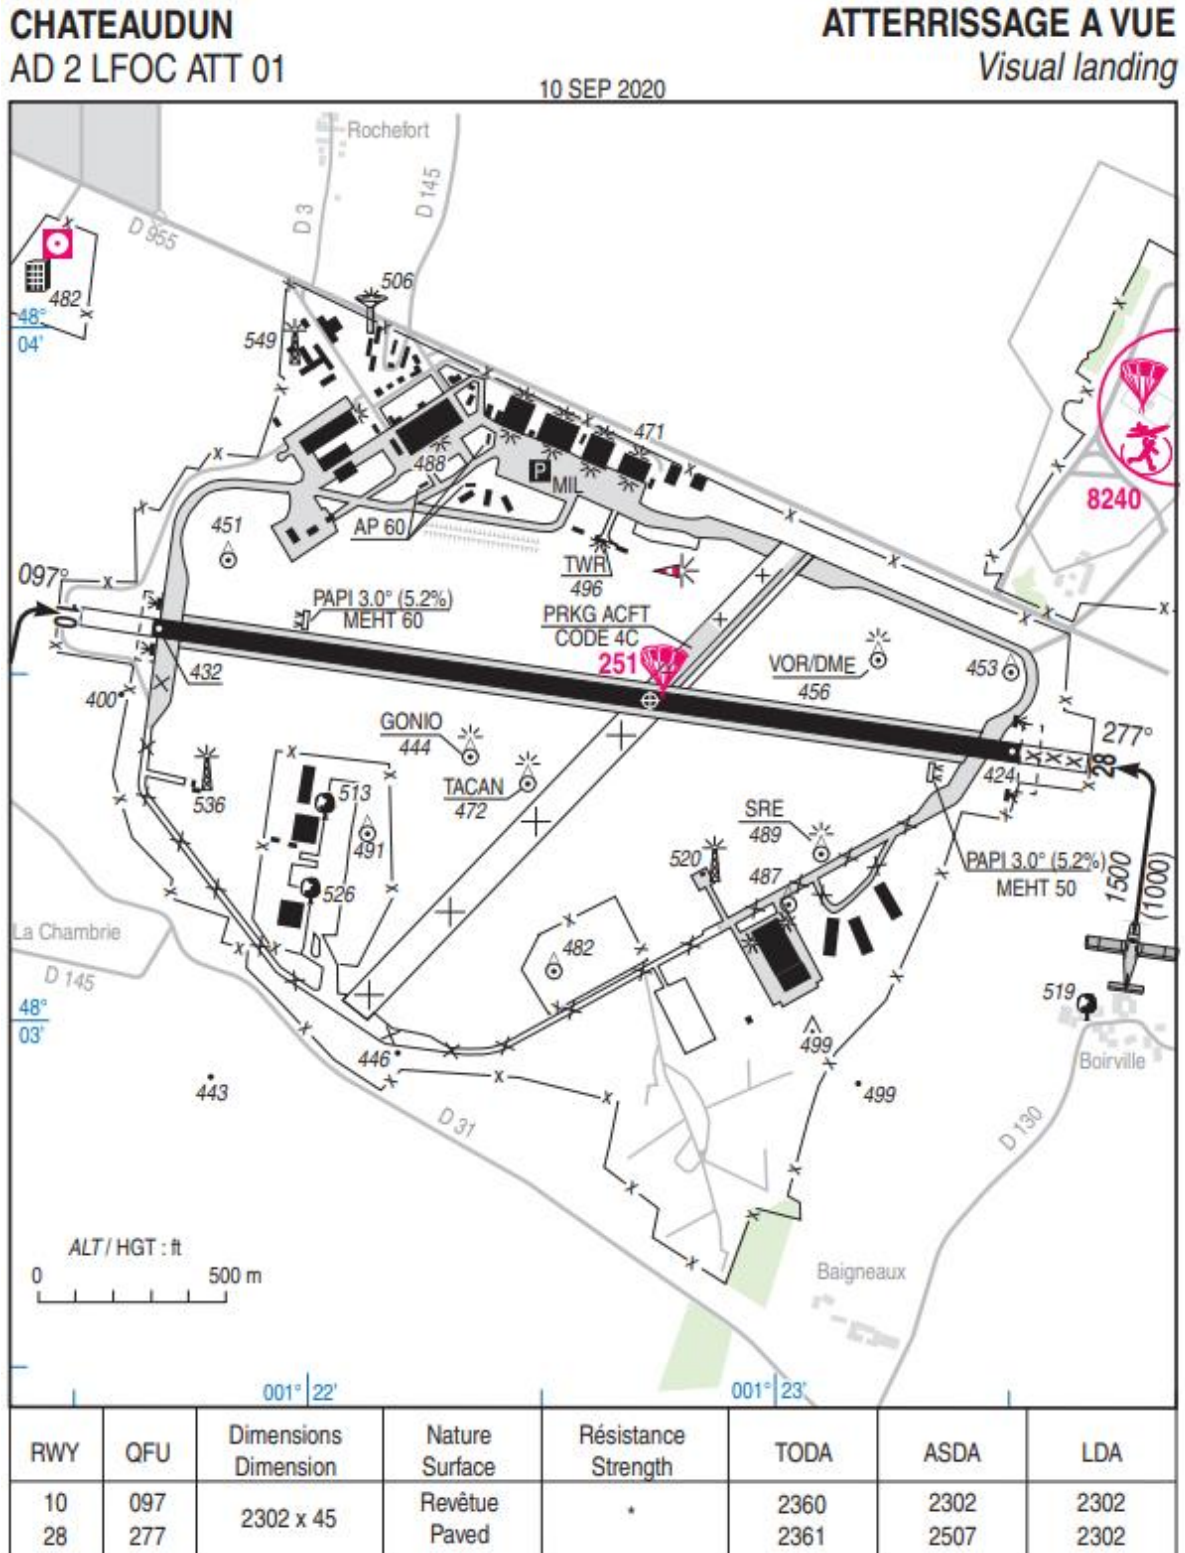 CHATEAUDUN
ATTERRISSAGE A VUE
AD 2 LFOC ATT 01
Visual landing
10 SEP 2020
Rochefort
D 3
D 145
D 955
482
48°
04'
506
549
471
488
P
MIL
8240
AP 60
451
TWR
496
097°
10
PAPI 3.0° (5.2%)
MEHT 60
PRKG ACFT
CODE 4C
251
VOR/DME
456
453
432
400
GONIO
444
277°
28
424
TACAN
472
536
513
491
SRE
489
520
487
PAPI 3.0° (5.2%)
MEHT 50
1500
(1000)
526
La Chambrie
D 145
482
519
48°
03'
499
446
Boirville
443
499
D 31
D 130
ALT / HGT : ft
0 500 m
Baigneaux
001° 22'
001° 23'
RWY QFU Dimensions Nature Résistance TODA ASDA LDA
Dimension Surface Strength
10 097 2302 x 45 Revêtue * 2360 2302 2302
28 277 Paved 2361 2507 2302